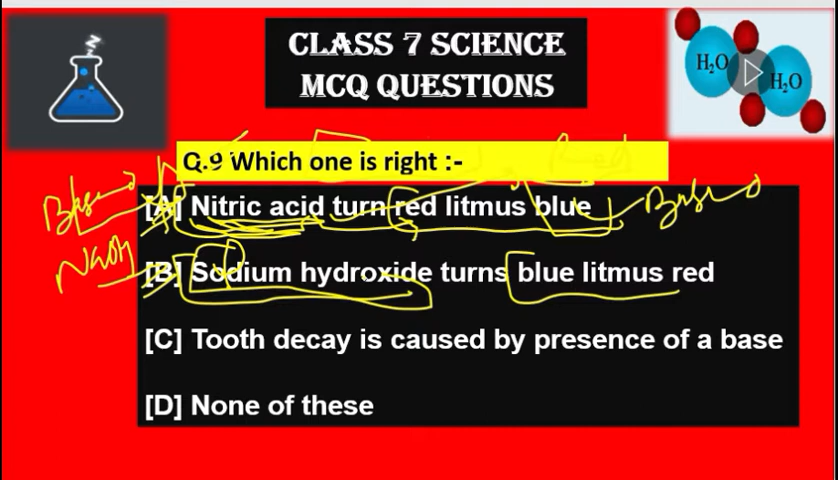 CLASS 7 SCIENCE
MCQ QUESTIONS
H₂O
H₂O
Q.9 Which one is right :-
Red
Base
[A] Nitric acid turn red litmus blue
Base
NaOH
[B] Sodium hydroxide turns blue litmus red
[C] Tooth decay is caused by presence of a base
[D] None of these